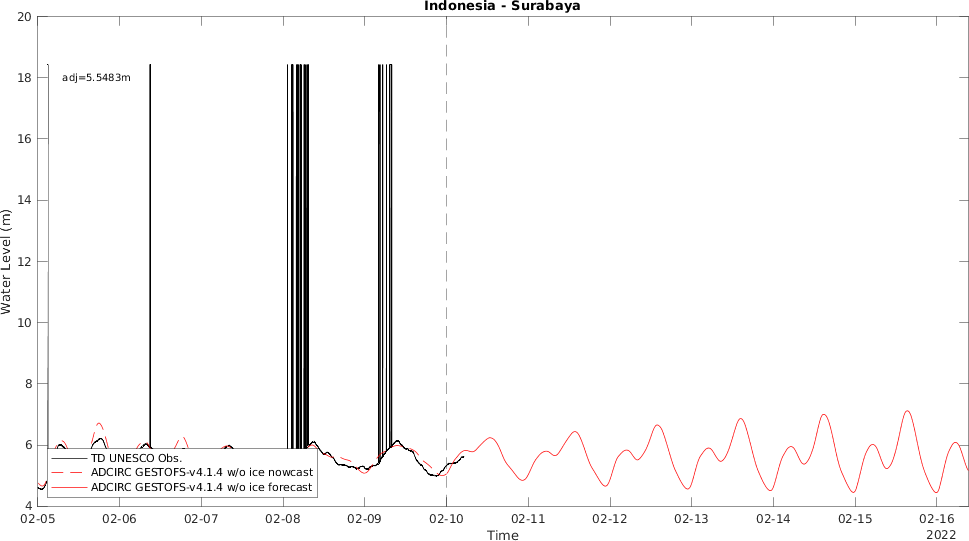 Indonesia - Surabaya
20
18
16
14
12
10
8
6
4
Water Level (m)
adj=5.5483m
TD UNESCO Obs.
ADCIRC GESTOFS-v4.1.4 w/o ice nowcast
ADCIRC GESTOFS-v4.1.4 w/o ice forecast
02-05 02-06 02-07 02-08 02-09 02-10 02-11 02-12 02-13 02-14 02-15 02-16
Time
2022